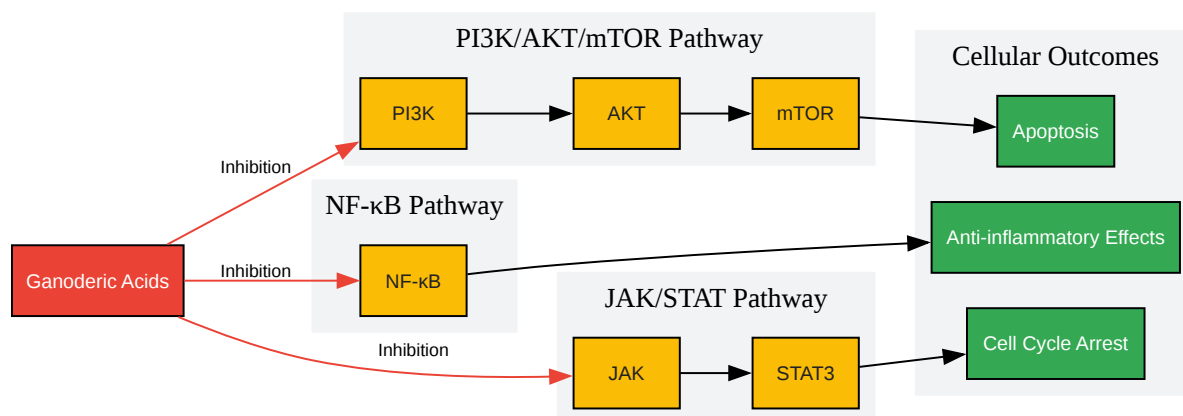 PI3K/AKT/mTOR Pathway
PI3K
AKT
mTOR
Cellular Outcomes
Apoptosis
Inhibition
NF-κB Pathway
Anti-inflammatory Effects
Ganoderic Acids
Inhibition
NF-κB
JAK/STAT Pathway
Cell Cycle Arrest
Inhibition
JAK
STAT3